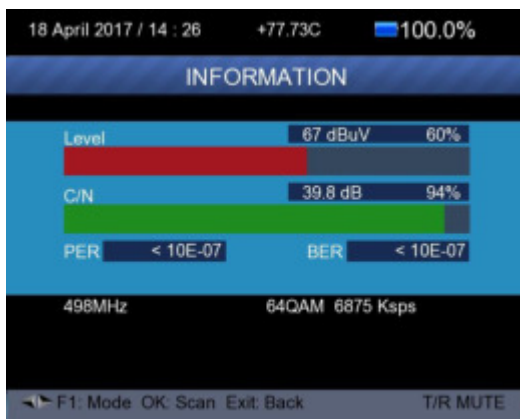 18 April 2017 / 14 : 26 +77.73C 100.0%
INFORMATION
Level 67 dBuV 60%
C/N 39.8 dB 94%
PER < 10E-07 BER < 10E-07
498MHz 64QAM 6875 Ksps
F1: Mode OK: Scan Exit: Back T/R MUTE